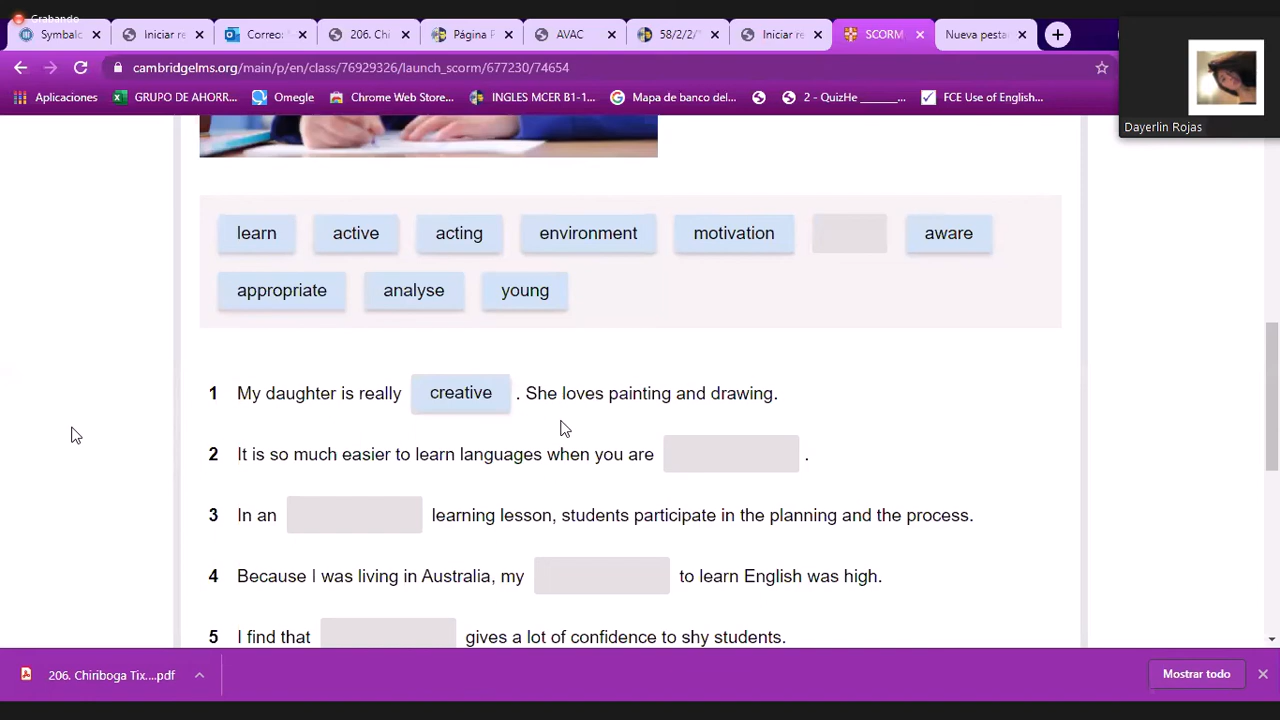 Grabando
Symbalo
Iniciar re
Correo:
206. Chi
Página P
AVAC
58/2/2/
Iniciar re
SCORM
Nueva pesta
cambridgelms.org/main/p/en/class/76929326/launch_scorm/677230/74654
Aplicaciones
GRUPO DE AHORR...
Omegle
Chrome Web Store...
INGLES MCER B1-1...
Mapa de banco del...
2 - QuizHe ______...
FCE Use of English...
Dayerlin Rojas
learn active acting environment motivation aware
appropriate analyse young
1 My daughter is really creative . She loves painting and drawing.
2 It is so much easier to learn languages when you are .
3 In an learning lesson, students participate in the planning and the process.
4 Because I was living in Australia, my to learn English was high.
5 I find that gives a lot of confidence to shy students.
206. Chiriboga Tix....pdf
Mostrar todo